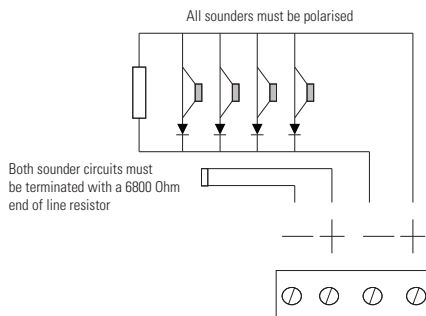 All sounders must be polarised
Both sounder circuits must
be terminated with a 6800 Ohm
end of line resistor